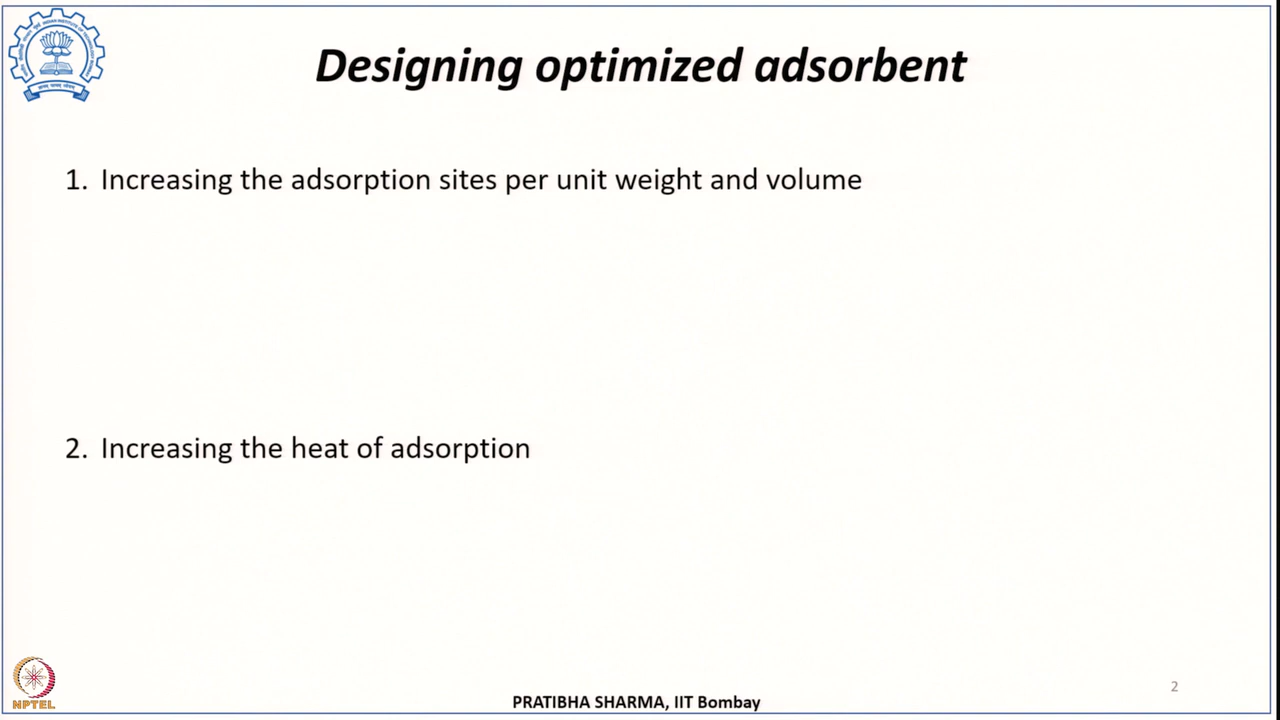 Designing optimized adsorbent
1. Increasing the adsorption sites per unit weight and volume
2. Increasing the heat of adsorption
NPTEL
PRATIBHA SHARMA, IIT Bombay
2